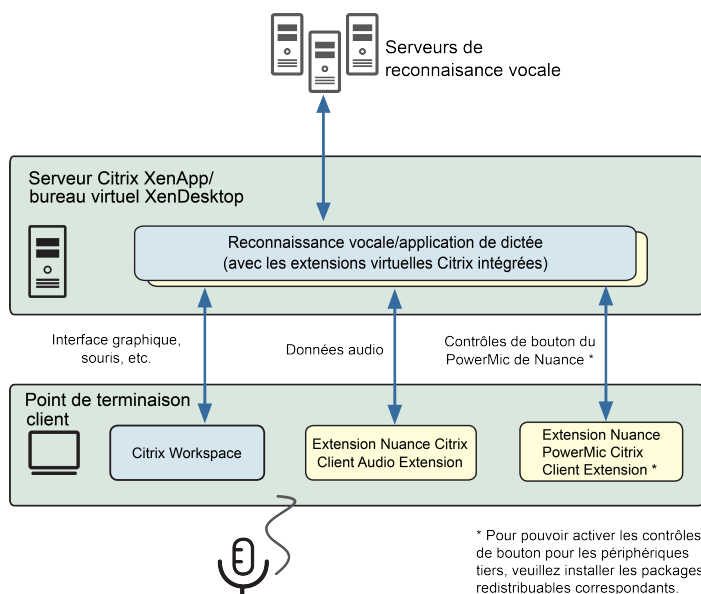 Serveurs de
reconnaisance vocale
Serveur Citrix XenApp/
bureau virtuel XenDesktop
Reconnaissance vocale/application de dictée
(avec les extensions virtuelles Citrix intégrées)
Interface graphique,
souris, etc.
Données audio
Contrôles de bouton du
PowerMic de Nuance *
Point de terminaison
client
Citrix Workspace
Extension Nuance Citrix
Client Audio Extension
Extension Nuance
PowerMic Citrix
Client Extension *
* Pour pouvoir activer les contrôles
de bouton pour les périphériques
tiers, veuillez installer les packages
redistribuables correspondants.